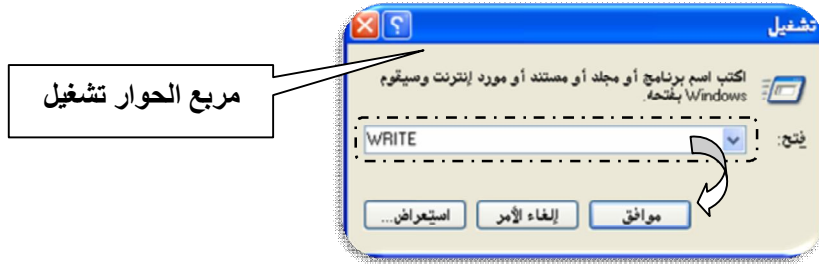 تشغيل
اكتب اسم برنامج أو مجلد أو مستند أو مورد إنترنت وسيقوم
Windows بفتحه.
فتح:
WRITE
موافق
إلغاء الأمر
استعراض...
مربع الحوار تشغيل